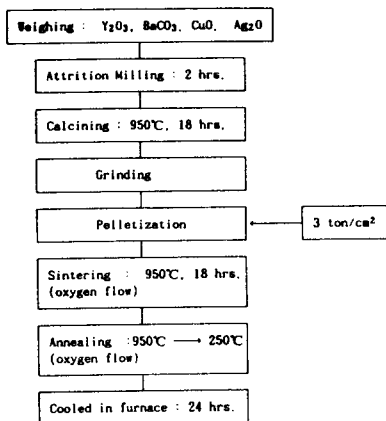 Weighing : Y₂O₃, BaCO₃, CuO, Ag₂O
Attrition Milling : 2 hrs.
Calcining : 950℃, 18 hrs.
Grinding
Pelletization
3 ton/cm²
Sintering : 950℃, 18 hrs.
(oxygen flow)
Annealing :950℃ ⟶ 250℃
(oxygen flow)
Cooled in furnace : 24 hrs.